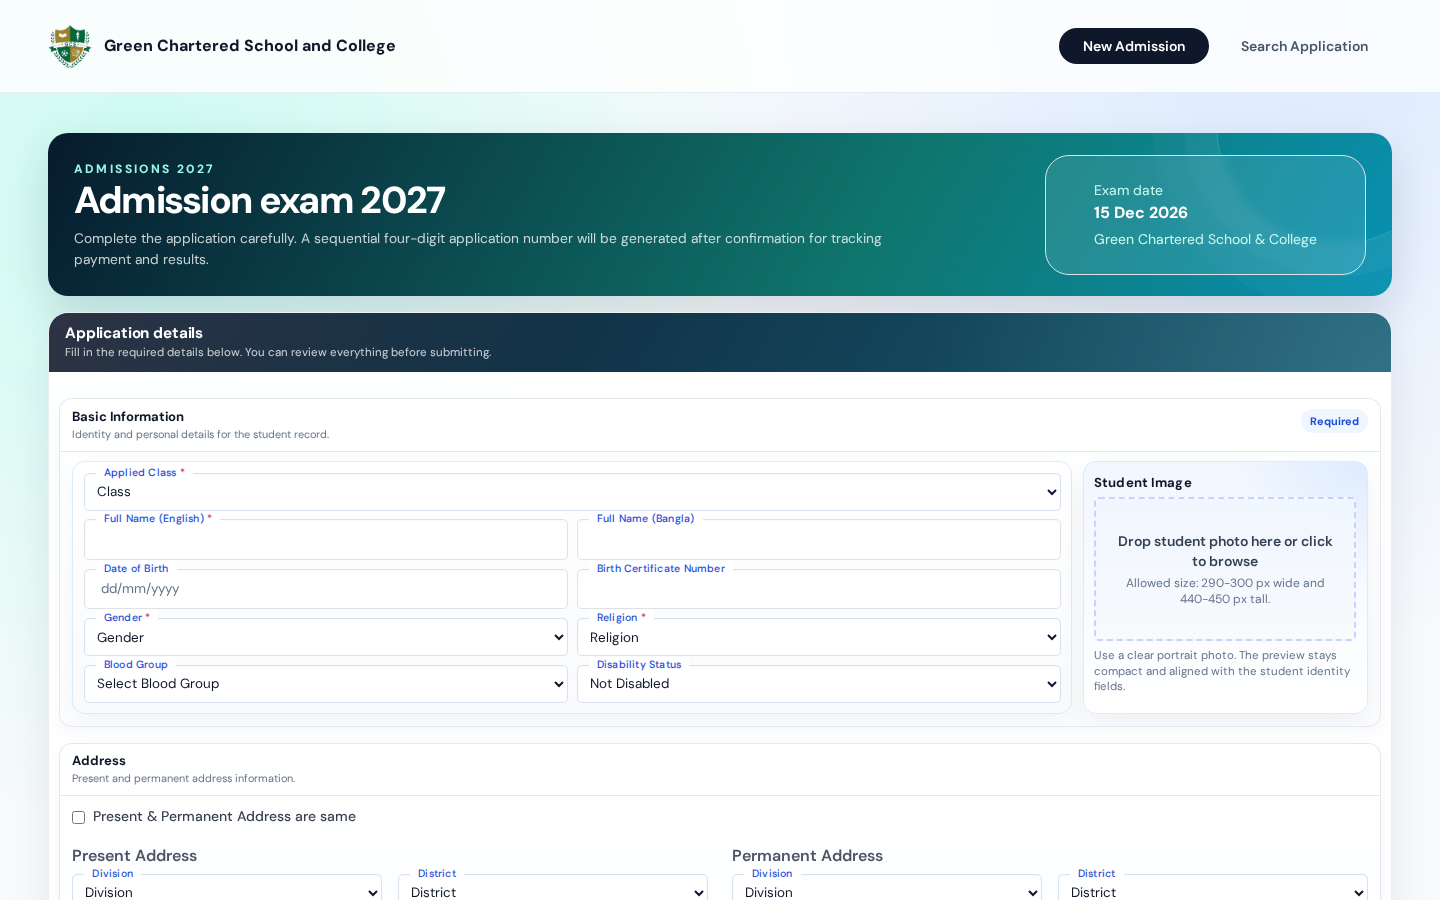 Green Chartered School and College
New Admission
Search Application
ADMISSIONS 2027
Admission exam 2027
Complete the application carefully. A sequential four-digit application number will be generated after confirmation for tracking
payment and results.
Exam date
15 Dec 2026
Green Chartered School & College
Application details
Fill in the required details below. You can review everything before submitting.
Basic Information
Identity and personal details for the student record.
Required
Applied Class *
Class
Full Name (English) *
Full Name (Bangla)
Date of Birth
dd/mm/yyyy
Birth Certificate Number
Gender *
Gender
Religion *
Religion
Blood Group
Select Blood Group
Disability Status
Not Disabled
Student Image
Drop student photo here or click
to browse
Allowed size: 290-300 px wide and
440-450 px tall.
Use a clear portrait photo. The preview stays
compact and aligned with the student identity
fields.
Address
Present and permanent address information.
Present & Permanent Address are same
Present Address
Division
Division
District
District
Permanent Address
Division
Division
District
District